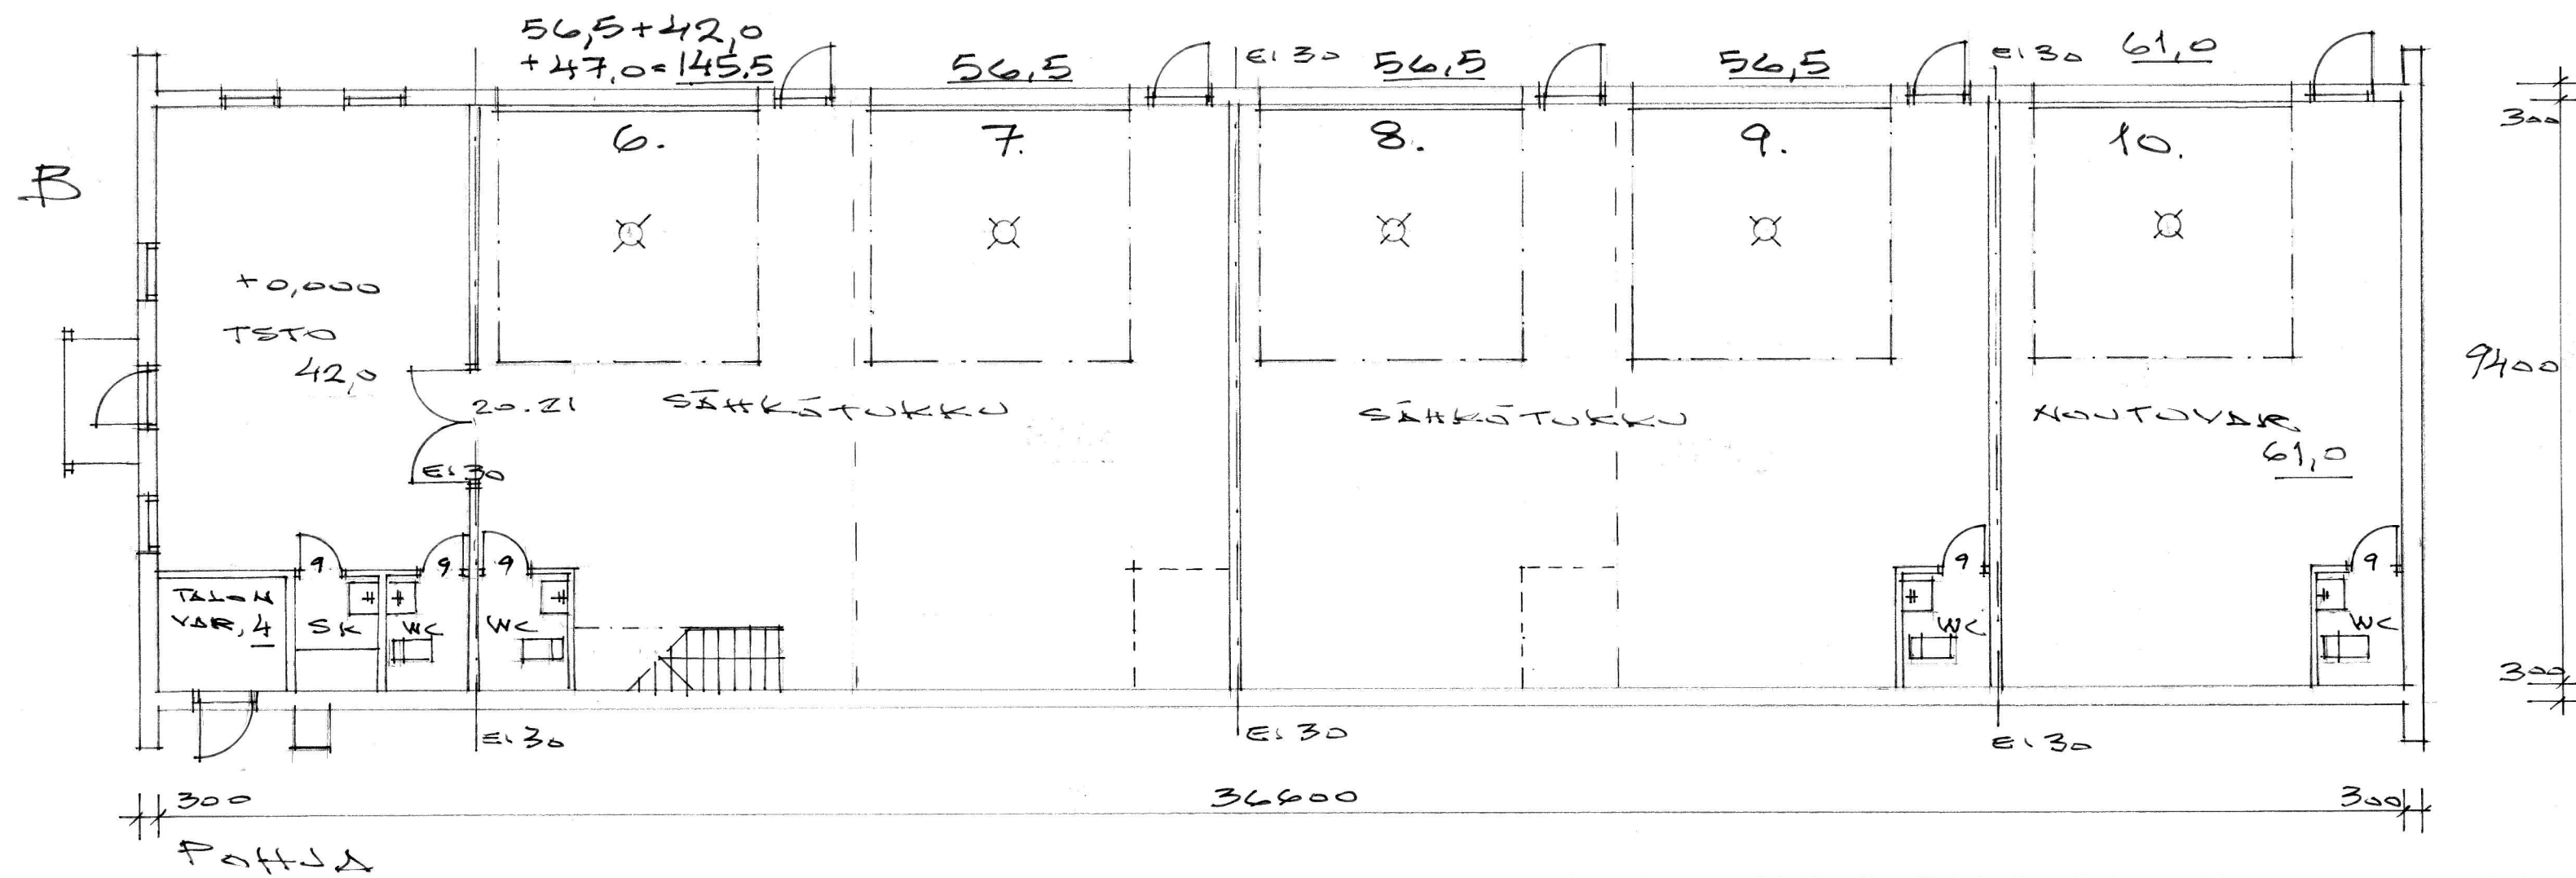 56,5+42,0
+47,0=145,5
56,5
EI 30
56,5
56,5
EI 30
61,0
300
6.
7.
8.
9.
10.
B
+0,000
TSTO
42,0
9400
20.21
SÄHKÖTUKKU
SÄHKÖTUKKU
NOUTOVAR
61,0
EI 30
9
9
9
9
9
TALON
VAR, 4
SK
WC
WC
WC
WC
300
EI 30
EI 30
EI 30
300
36600
300
POHJA